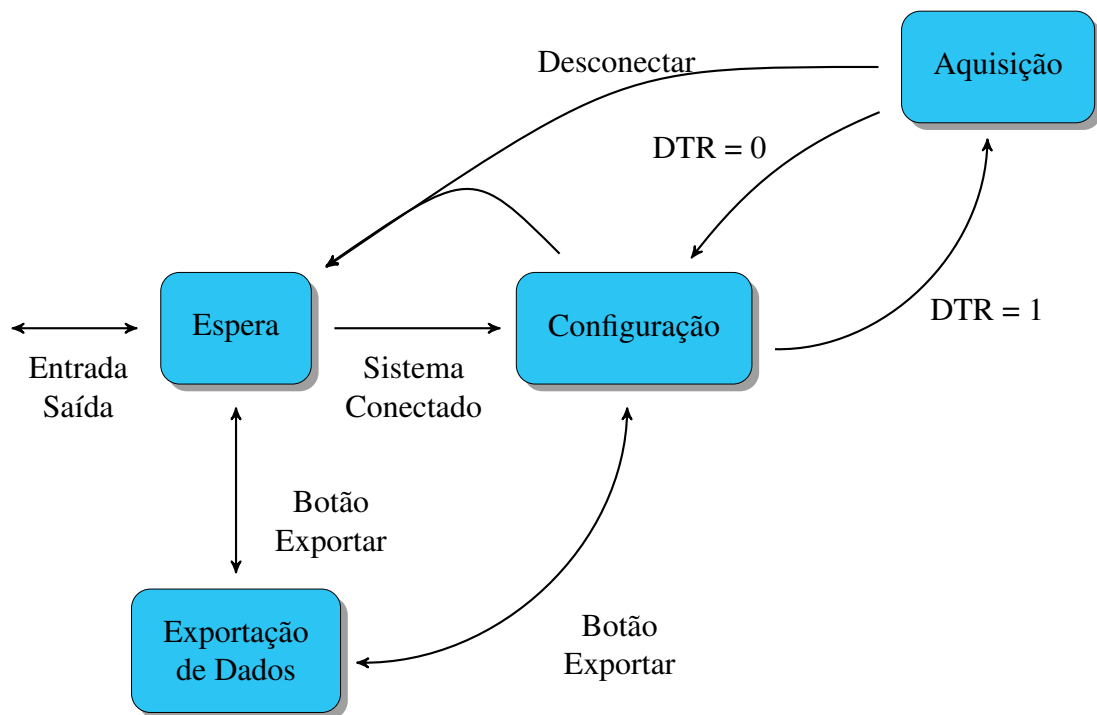 Aquisição
Desconectar
DTR = 0
Espera
Configuração
DTR = 1
Entrada
Saída
Sistema
Conectado
Botão
Exportar
Exportação
de Dados
Botão
Exportar